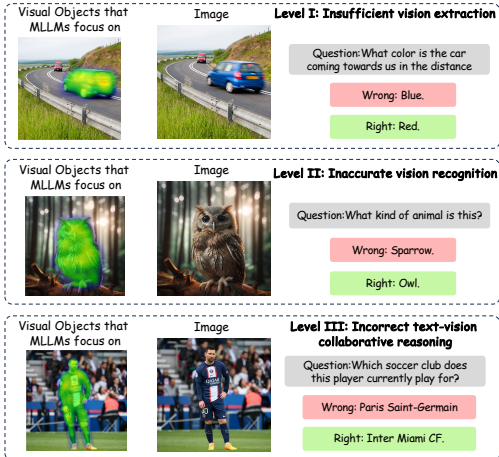 Visual Objects that
MLLMs focus on
Image
Level I: Insufficient vision extraction
Question:What color is the car
coming towards us in the distance
Wrong: Blue.
Right: Red.
Visual Objects that
MLLMs focus on
Image
Level II: Inaccurate vision recognition
Question:What kind of animal is this?
Wrong: Sparrow.
Right: Owl.
Visual Objects that
MLLMs focus on
Image
Level III: Incorrect text-vision
collaborative reasoning
Question:Which soccer club does
this player currently play for?
Wrong: Paris Saint-Germain
Right: Inter Miami CF.